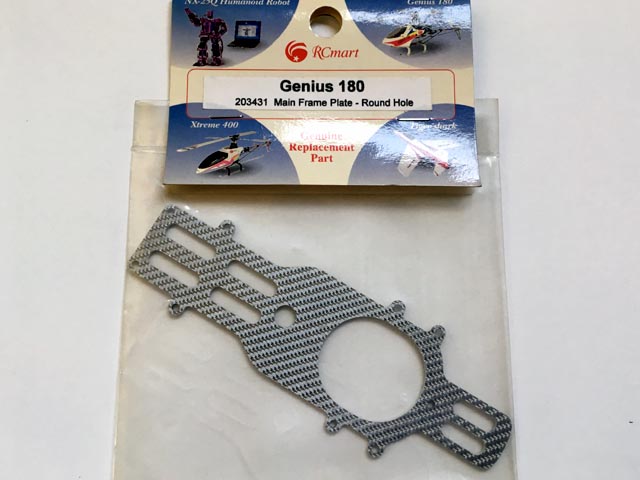 NX-25Q Humanoid Robot
Genius 180
RCmart
Genius 180
203431 Main Frame Plate - Round Hole
Xtreme 400
Genuine
Replacement
Part